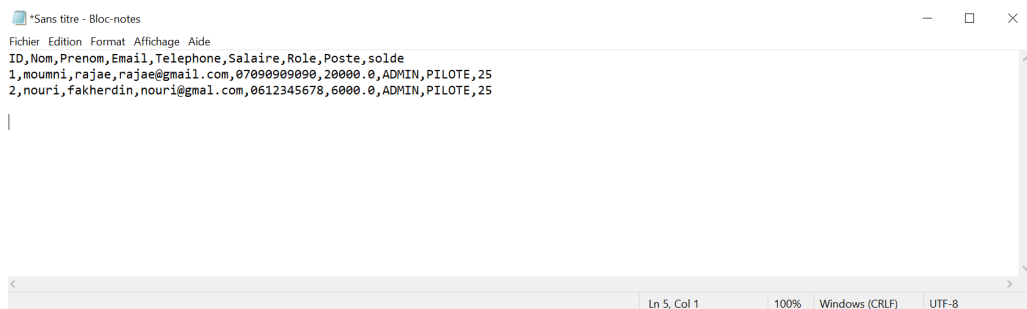 *Sans titre - Bloc-notes
Fichier Edition Format Affichage Aide
ID,Nom,Prenom,Email,Telephone,Salaire,Role,Poste,solde
1,moumni,rajae,rajae@gmail.com,07090909090,20000.0,ADMIN,PILOTE,25
2,nouri,fakherdin,nouri@gmal.com,0612345678,6000.0,ADMIN,PILOTE,25
Ln 5, Col 1 100% Windows (CRLF) UTF-8